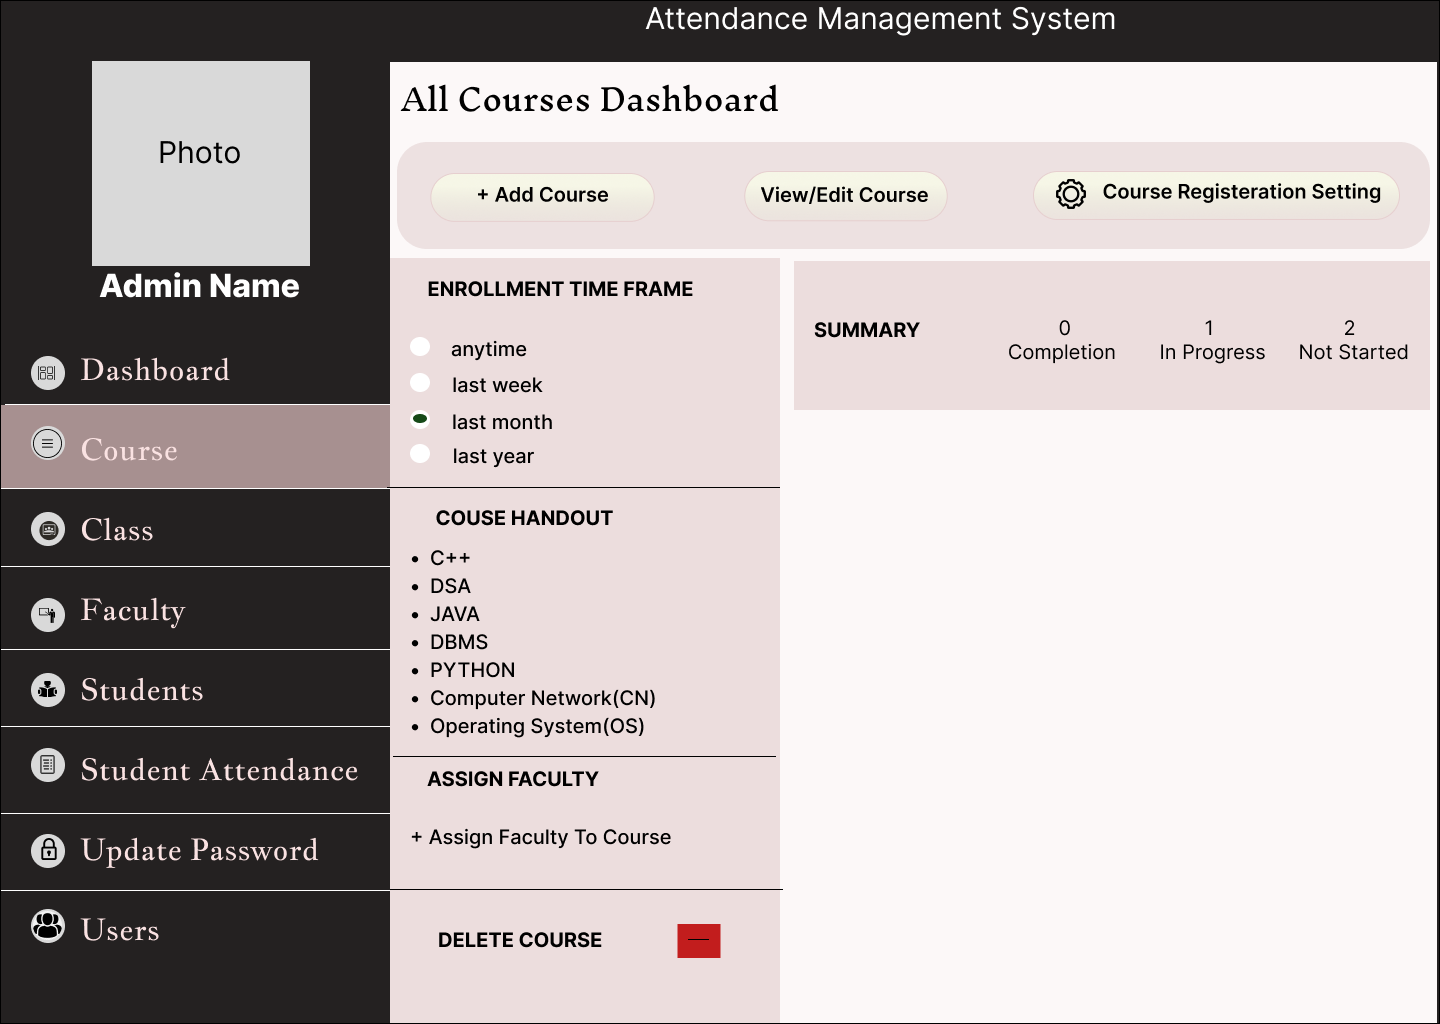 Attendance Management System
Photo
Admin Name
Dashboard
Course
Class
Faculty
Students
Student Attendance
Update Password
Users
All Courses Dashboard
+ Add Course
View/Edit Course
Course Registeration Setting
ENROLLMENT TIME FRAME
anytime
last week
last month
last year
COUSE HANDOUT
• C++
• DSA
• JAVA
• DBMS
• PYTHON
• Computer Network(CN)
• Operating System(OS)
ASSIGN FACULTY
+ Assign Faculty To Course
DELETE COURSE
SUMMARY
0
Completion
1
In Progress
2
Not Started